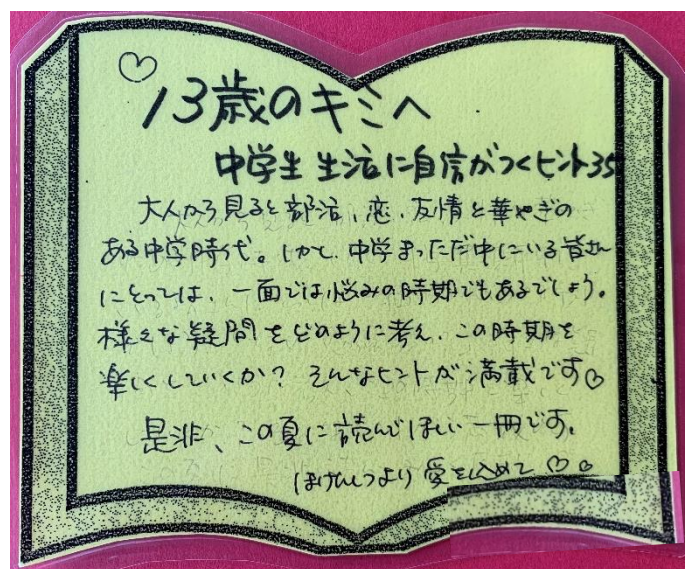 ♡
13歳のキミへ
中学生生活に自信がつくヒント35
大人から見ると部活、恋、友情と華やぎの
ある中学時代。しかし、中学まっただ中にいる皆さん
にとっては、一面では悩みの時期でもあるでしょう。
様々な疑問をどのように考え、この時期を
楽しくしていくか? そんなヒントが満載です♡
是非、この夏に読んでほしい一冊です。
ほけんしつより 愛を込めて♡♡